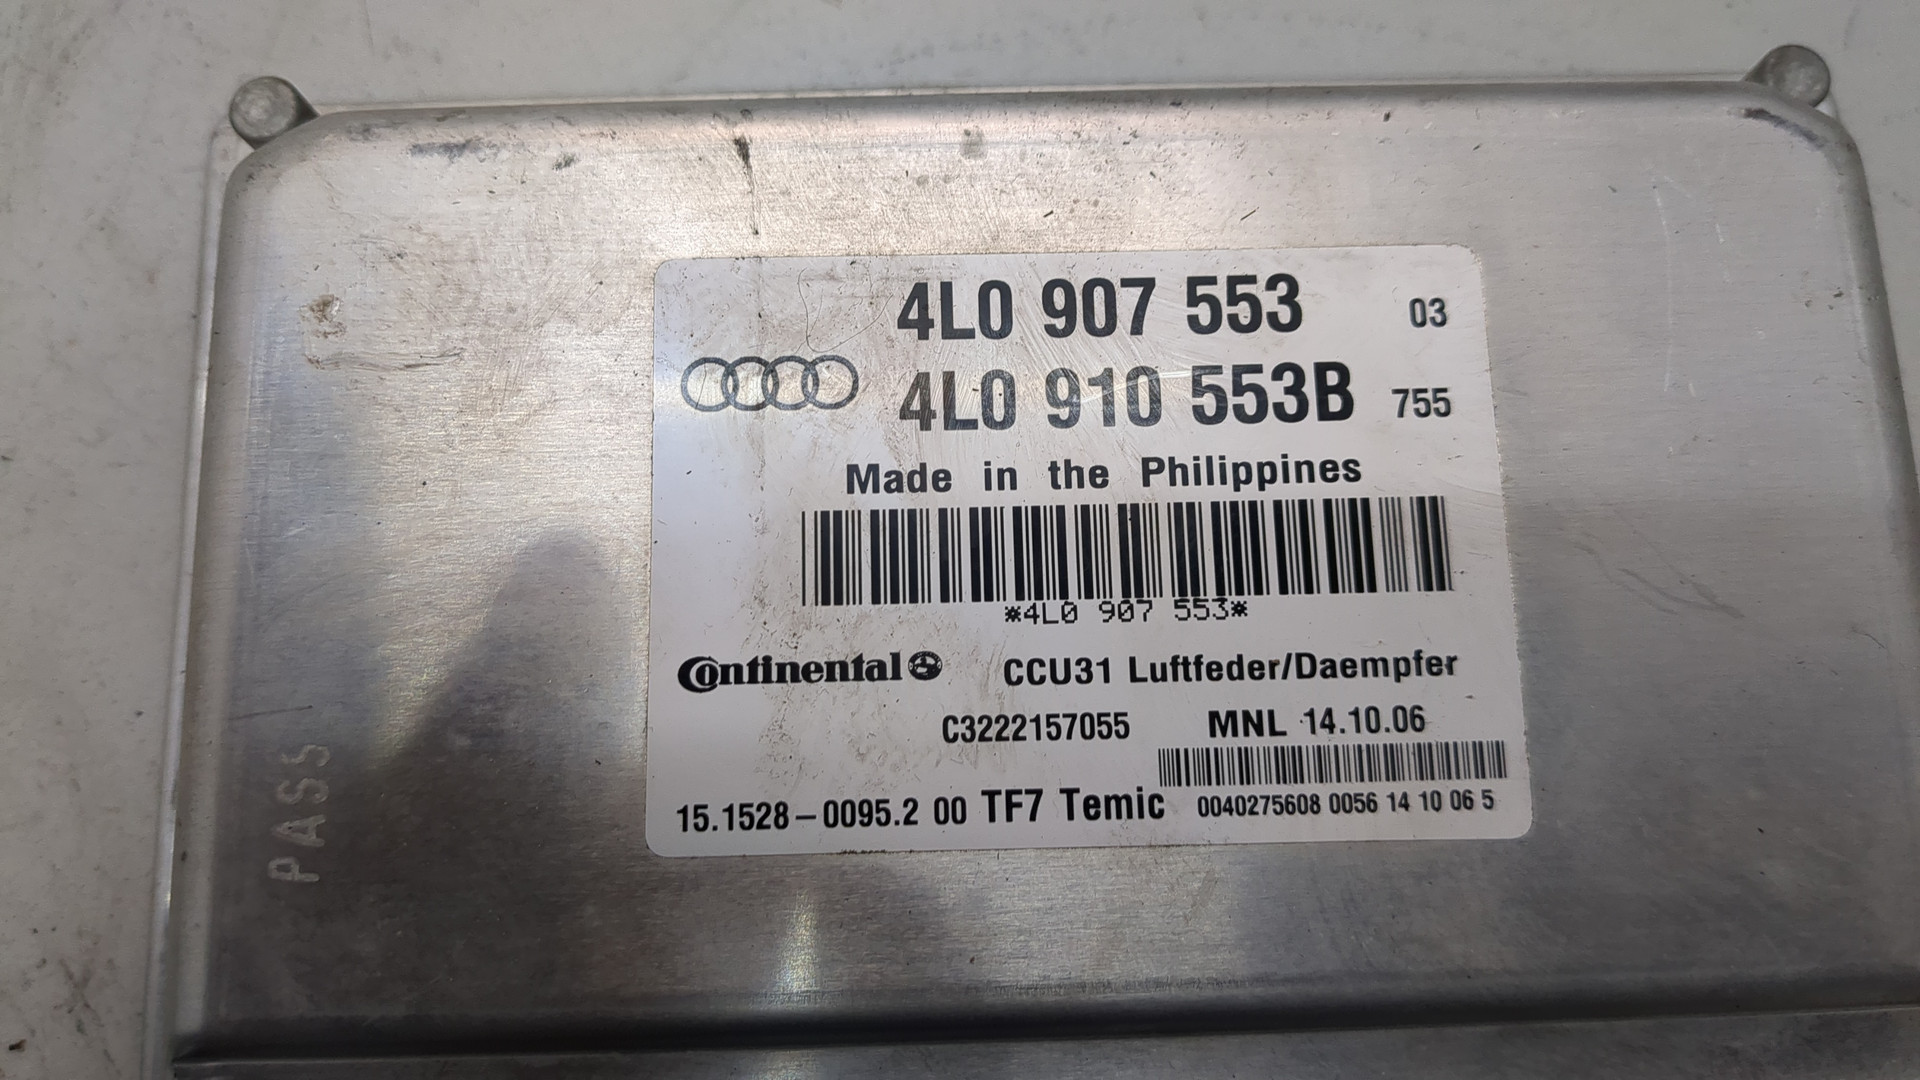 4L0 907 553 03
4L0 910 553B 755
Made in the Philippines
*4L0 907 553*
Continental CCU31 Luftfeder/Daempfer
C3222157055 MNL 14.10.06
15.1528-0095.2 00 TF7 Temic 0040275608 0056 14 10 06 5
PASS